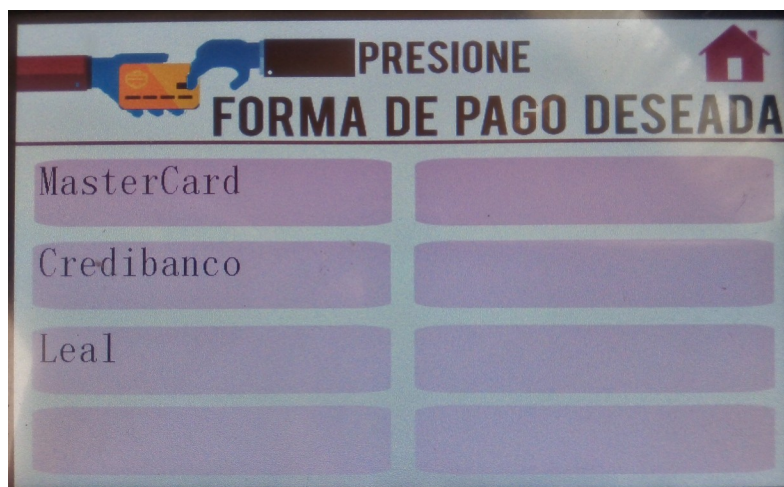 PRESIONE
FORMA DE PAGO DESEADA
MasterCard
Credibanco
Leal